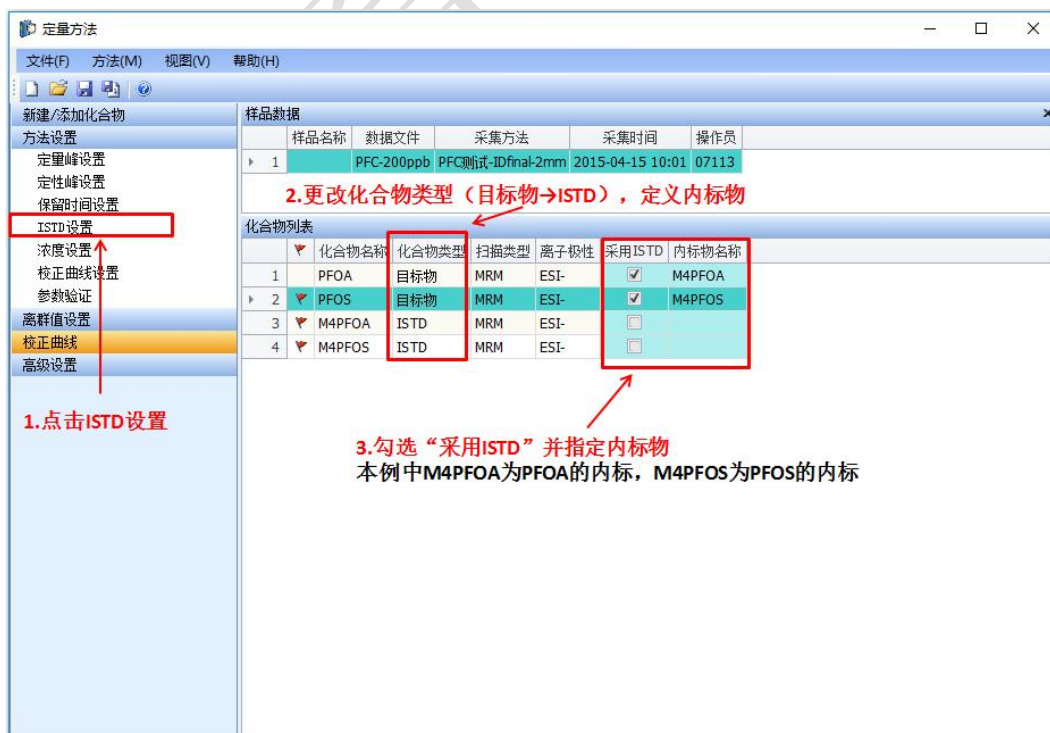 定量方法
文件(F) 方法(M) 视图(V) 帮助(H)
新建/添加化合物
方法设置
定量峰设置
定性峰设置
保留时间设置
ISTD设置
浓度设置
校正曲线设置
参数验证
离群值设置
校正曲线
高级设置
1.点击ISTD设置
样品数据
样品名称 数据文件 采集方法 采集时间 操作员
1 PFC-200ppb PFC测试-IDfinal-2mm 2015-04-15 10:01 07113
2.更改化合物类型（目标物→ISTD），定义内标物
化合物列表
化合物名称 化合物类型 扫描类型 离子极性 采用ISTD 内标物名称
1 PFOA 目标物 MRM ESI- M4PFOA
2 PFOS 目标物 MRM ESI- M4PFOS
3 M4PFOA ISTD MRM ESI-
4 M4PFOS ISTD MRM ESI-
3.勾选“采用ISTD”并指定内标物
本例中M4PFOA为PFOA的内标，M4PFOS为PFOS的内标